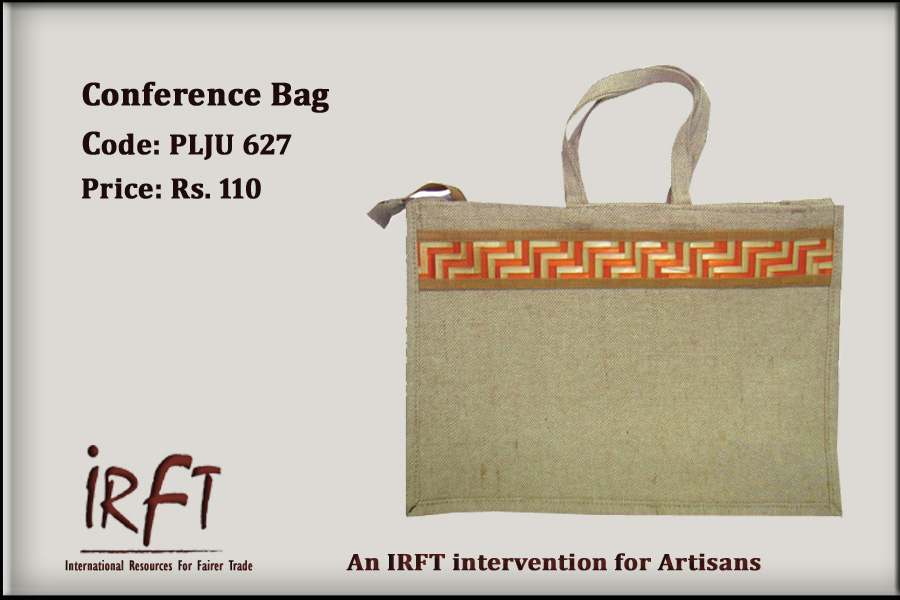 Conference Bag
Code: PLJU 627
Price: Rs. 110
iRFT
International Resources For Fairer Trade
An IRFT intervention for Artisans